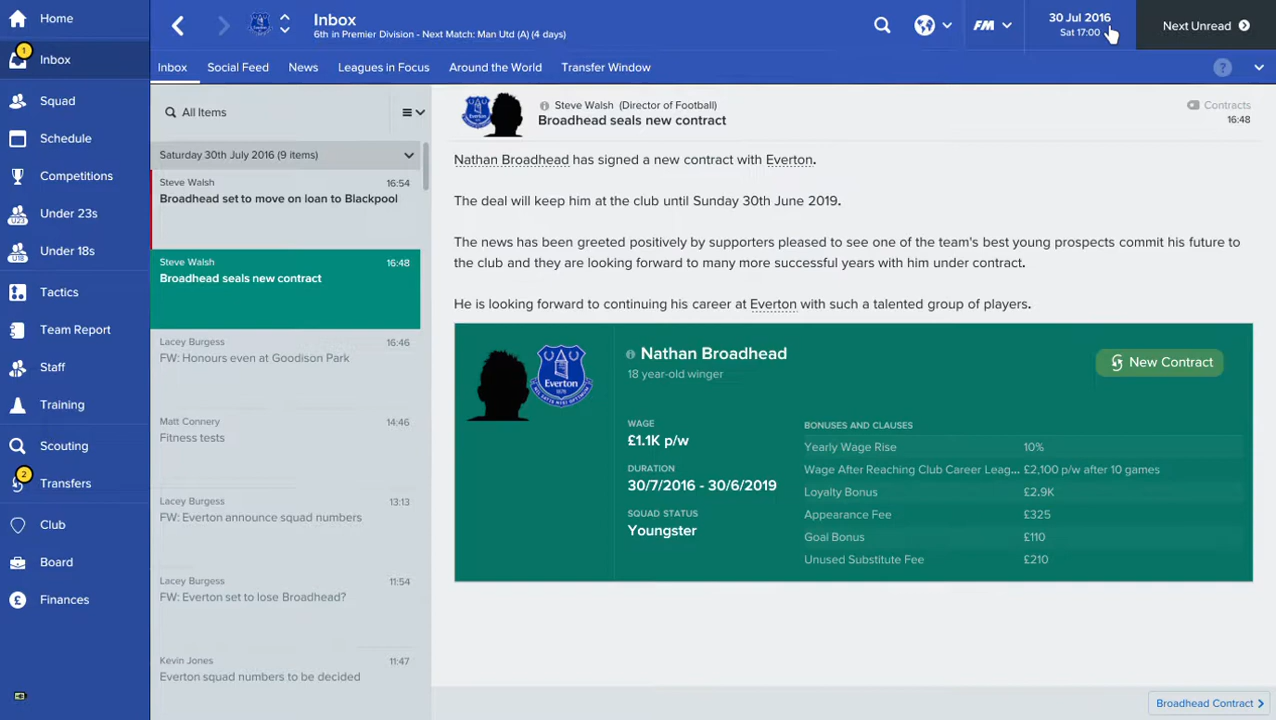 Home
1
Inbox
Squad
Schedule
Competitions
U23
Under 23s
U18
Under 18s
Tactics
Team Report
Staff
Training
Scouting
2
Transfers
Club
Board
£
Finances
Inbox
6th in Premier Division - Next Match: Man Utd (A) (4 days)
FM
30 Jul 2016
Sat 17:00
Next Unread
Inbox
Social Feed
News
Leagues in Focus
Around the World
Transfer Window
?
All Items
Saturday 30th July 2016 (9 items)
Steve Walsh 16:54
Broadhead set to move on loan to Blackpool
Steve Walsh 16:48
Broadhead seals new contract
Lacey Burgess 16:46
FW: Honours even at Goodison Park
Matt Connery 14:46
Fitness tests
Lacey Burgess 13:13
FW: Everton announce squad numbers
Lacey Burgess 11:54
FW: Everton set to lose Broadhead?
Kevin Jones 11:47
Everton squad numbers to be decided
Steve Walsh (Director of Football)
Broadhead seals new contract
Contracts
16:48
Nathan Broadhead has signed a new contract with Everton.
The deal will keep him at the club until Sunday 30th June 2019.
The news has been greeted positively by supporters pleased to see one of the team's best young prospects commit his future to
the club and they are looking forward to many more successful years with him under contract.
He is looking forward to continuing his career at Everton with such a talented group of players.
Everton
Nathan Broadhead
18 year-old winger
New Contract
WAGE
£1.1K p/w
DURATION
30/7/2016 - 30/6/2019
SQUAD STATUS
Youngster
BONUSES AND CLAUSES
Yearly Wage Rise 10%
Wage After Reaching Club Career Leag... £2,100 p/w after 10 games
Loyalty Bonus £2.9K
Appearance Fee £325
Goal Bonus £110
Unused Substitute Fee £210
Broadhead Contract